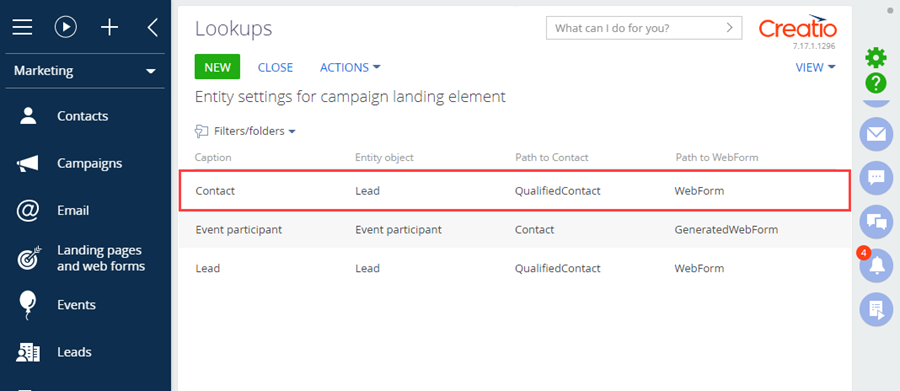 Lookups
What can I do for you?
Creatio
7.17.1.1296
Marketing
NEW
CLOSE
ACTIONS
VIEW
Entity settings for campaign landing element
Filters/folders
Caption Entity object Path to Contact Path to WebForm
Contact Lead QualifiedContact WebForm
Event participant Event participant Contact GeneratedWebForm
Lead Lead QualifiedContact WebForm
Contacts
Campaigns
Email
Landing pages
and web forms
Events
Leads
?
4